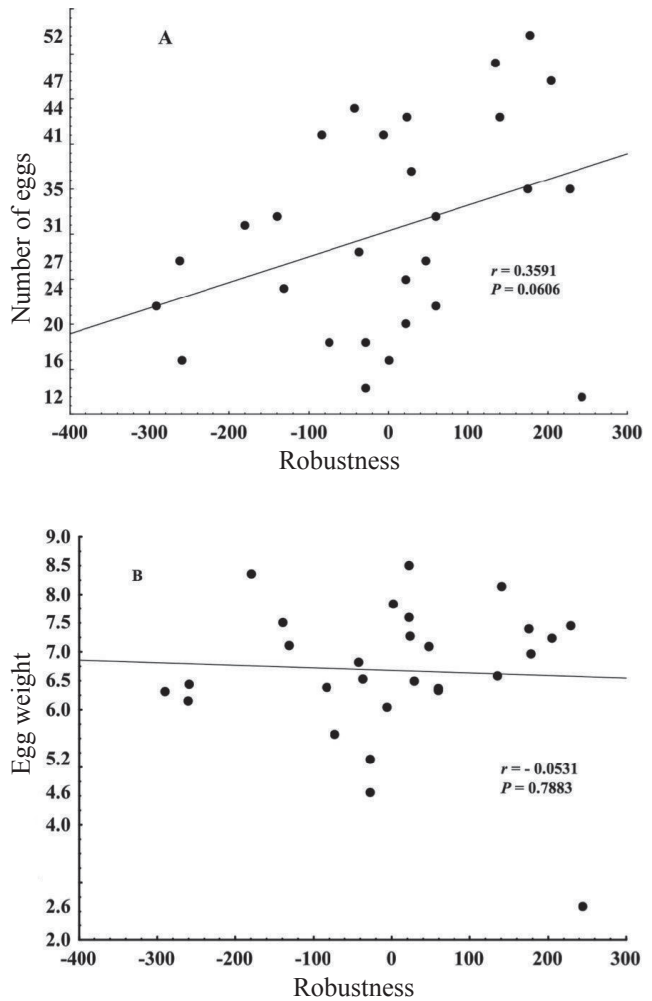 A
52
47
44
41
35
31
27
24
20
16
12
Number of eggs
r = 0.3591
P = 0.0606
-400 -300 -200 -100 0 100 200 300
Robustness
B
9.0
8.5
8.0
7.5
7.0
6.5
6.0
5.2
4.6
4.0
2.6
2.0
Egg weight
r = - 0.0531
P = 0.7883
-400 -300 -200 -100 0 100 200 300
Robustness